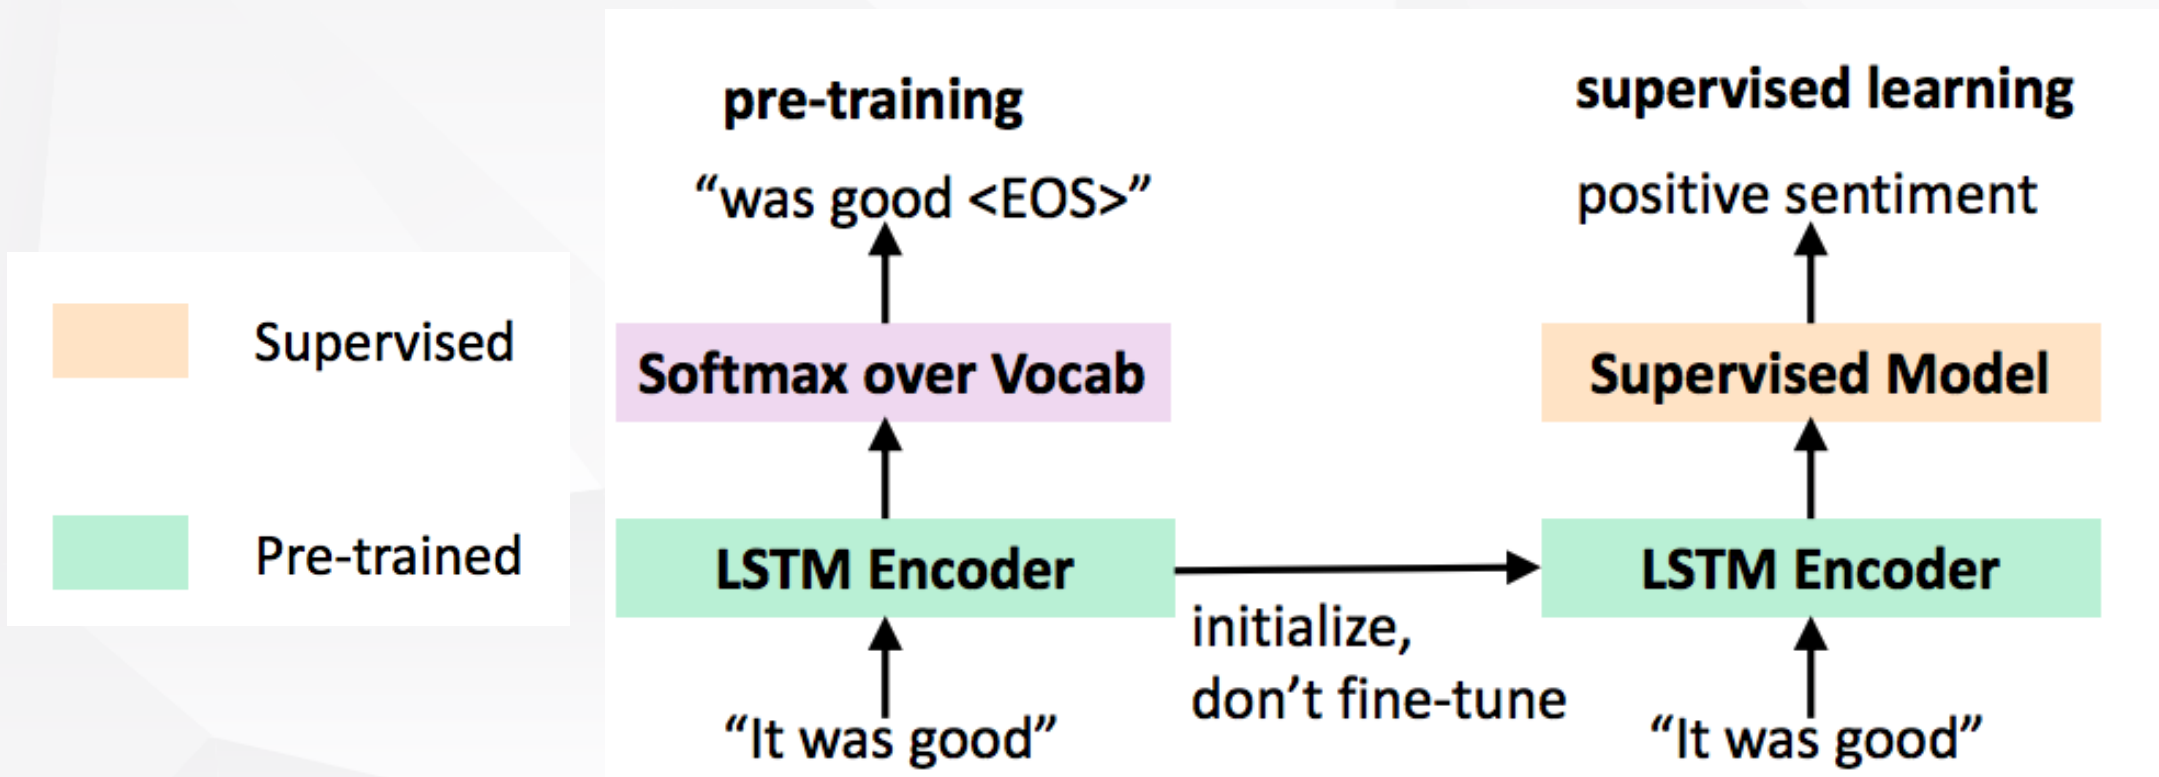 Supervised
Pre-trained
pre-training
“was good <EOS>”
Softmax over Vocab
LSTM Encoder
“It was good”
initialize,
don’t fine-tune
supervised learning
positive sentiment
Supervised Model
LSTM Encoder
“It was good”